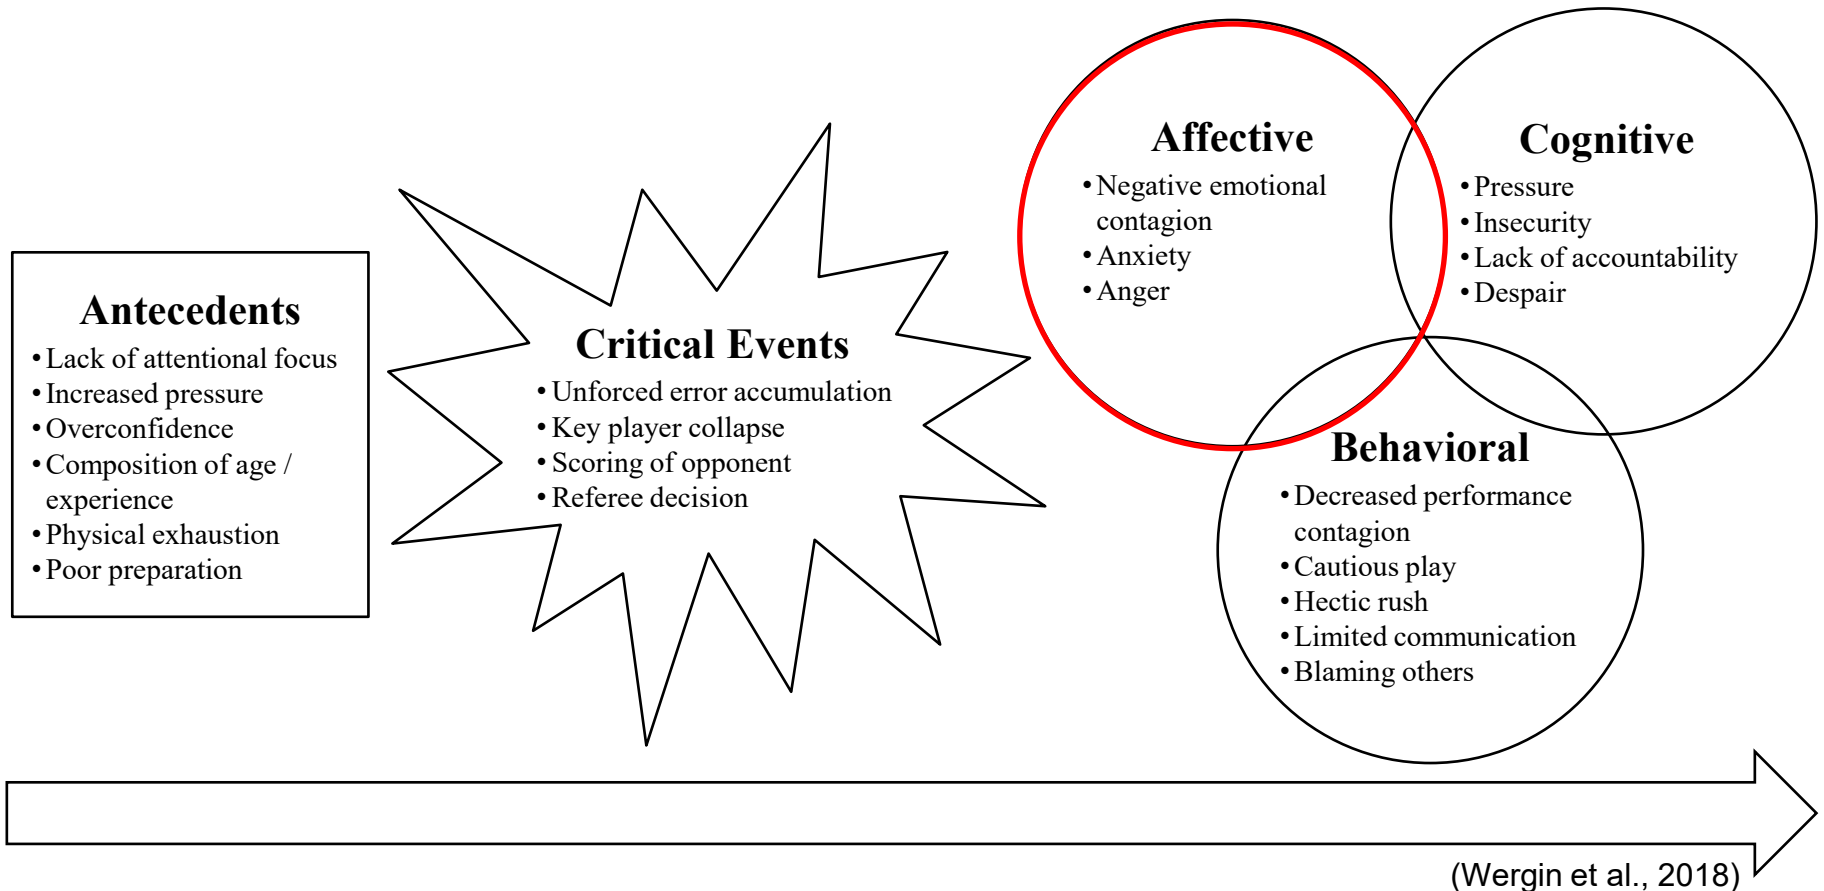 Antecedents
• Lack of attentional focus
• Increased pressure
• Overconfidence
• Composition of age /
experience
• Physical exhaustion
• Poor preparation
Critical Events
• Unforced error accumulation
• Key player collapse
• Scoring of opponent
• Referee decision
Affective
• Negative emotional
contagion
• Anxiety
• Anger
Cognitive
• Pressure
• Insecurity
• Lack of accountability
• Despair
Behavioral
• Decreased performance
contagion
• Cautious play
• Hectic rush
• Limited communication
• Blaming others
(Wergin et al., 2018)